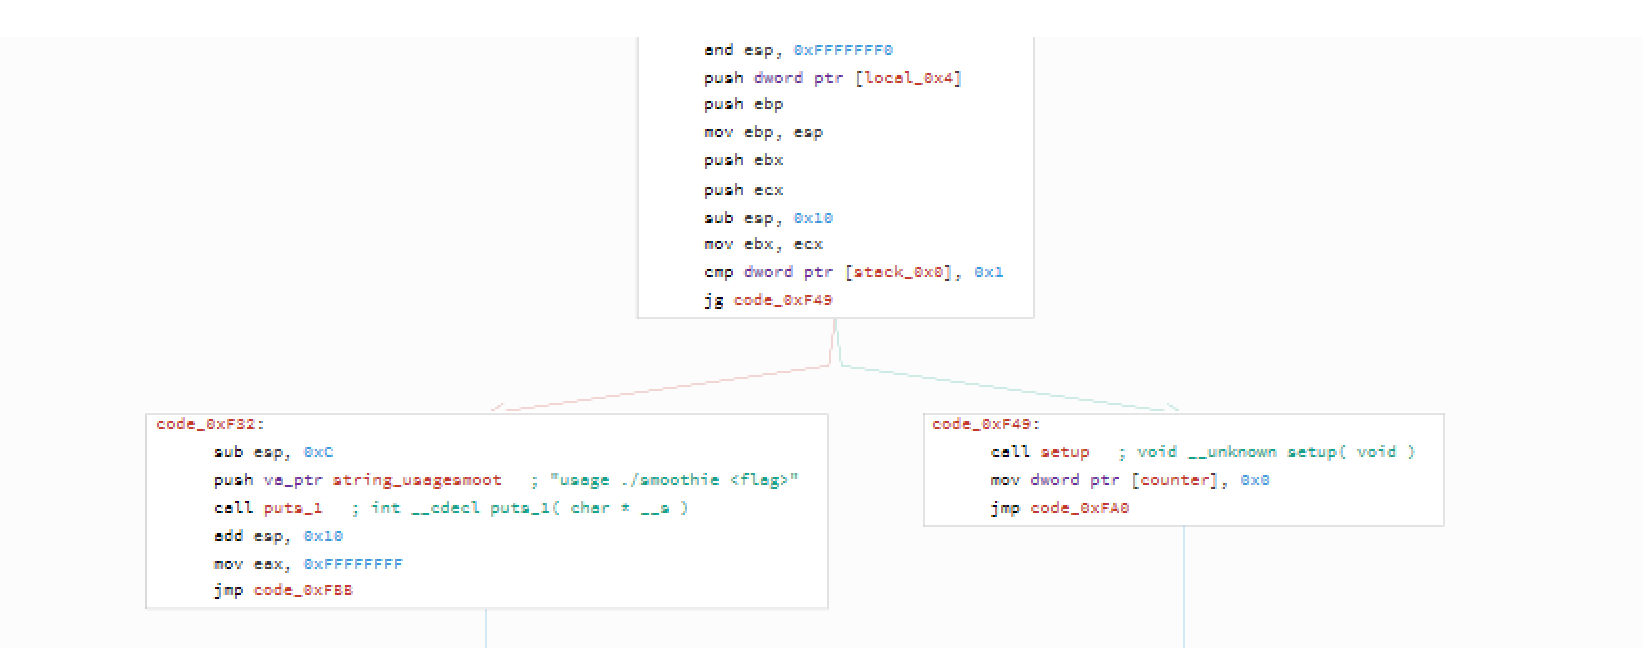 and esp, 0xFFFFFFF0
push dword ptr [local_0x4]
push ebp
mov ebp, esp
push ebx
push ecx
sub esp, 0x10
mov ebx, ecx
cmp dword ptr [stack_0x0], 0x1
jg code_0xF49
code_0xF32:
sub esp, 0xC
push va_ptr string_usagesmoot ; "usage ./smoothie <flag>"
call puts_1 ; int __cdecl puts_1( char * __s )
add esp, 0x10
mov eax, 0xFFFFFFFF
jmp code_0xFBB
code_0xF49:
call setup ; void __unknown setup( void )
mov dword ptr [counter], 0x0
jmp code_0xFA0